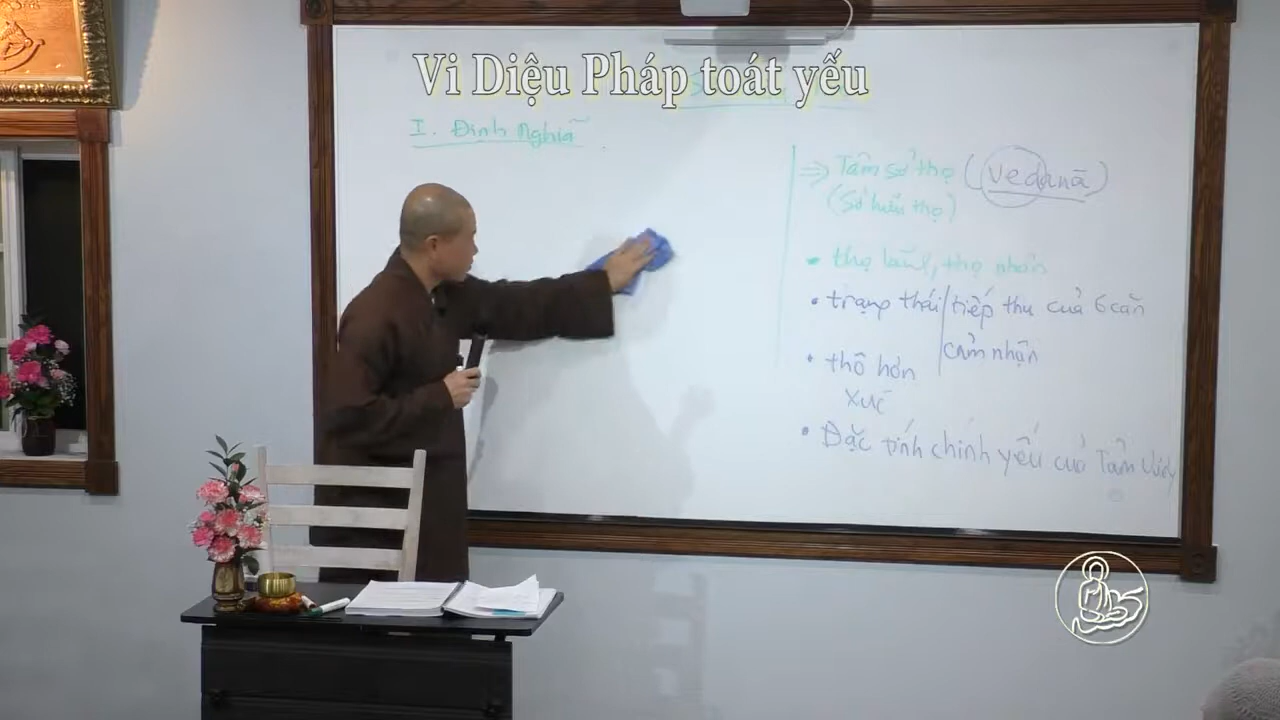 Vi Diệu Pháp toát yếu
I. Định Nghĩa
⇒ Tâm sở thọ (Vedanā)
(Sở hữu thọ)
• thọ lãnh, thọ nhận
• trạng thái tiếp thu của 6 căn
cảm nhận
• thô hơn
xúc
• Đặc tính chính yếu của Tâm